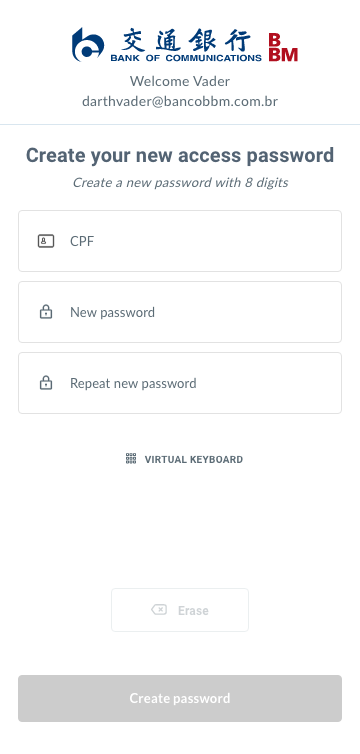 交通銀行
BANK OF COMMUNICATIONS
B
BBM
Welcome Vader
darthvader@bancobbm.com.br
Create your new access password
Create a new password with 8 digits
CPF
New password
Repeat new password
VIRTUAL KEYBOARD
Erase
Create password